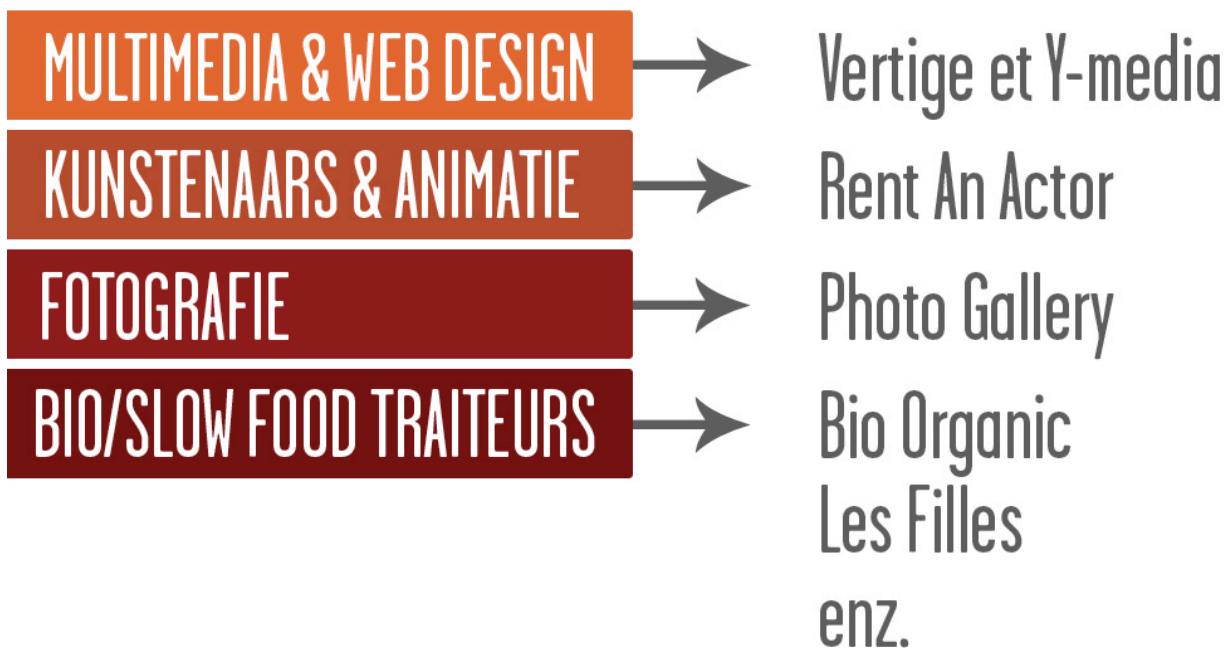 MULTIMEDIA & WEB DESIGN
Vertige et Y-media
KUNSTENAARS & ANIMATIE
Rent An Actor
FOTOGRAFIE
Photo Gallery
BIO/SLOW FOOD TRAITEURS
Bio Organic
Les Filles
enz.